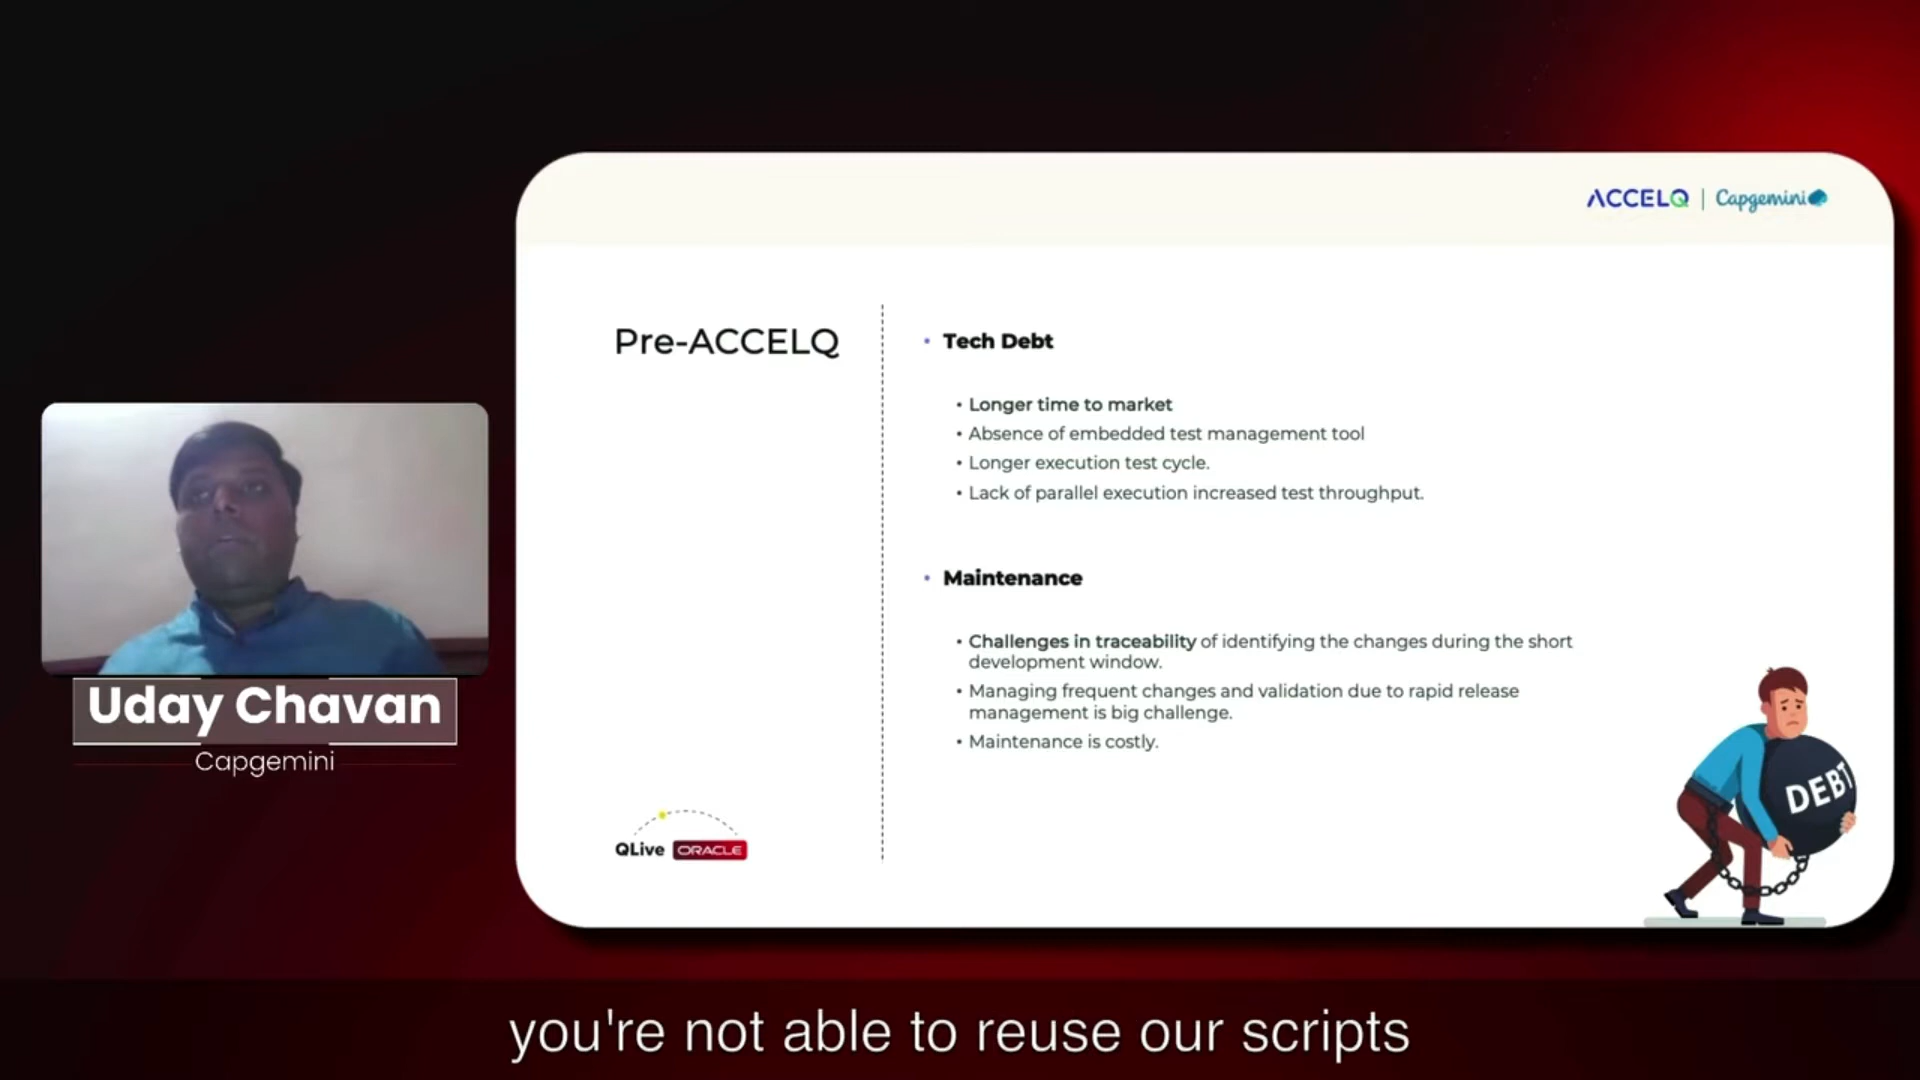 ACCELQ | Capgemini
Pre-ACCELQ
• Tech Debt
• Longer time to market
• Absence of embedded test management tool
• Longer execution test cycle.
• Lack of parallel execution increased test throughput.
• Maintenance
• Challenges in traceability of identifying the changes during the short
development window.
• Managing frequent changes and validation due to rapid release
management is big challenge.
• Maintenance is costly.
DEBT
QLive ORACLE
Uday Chavan
Capgemini
you're not able to reuse our scripts